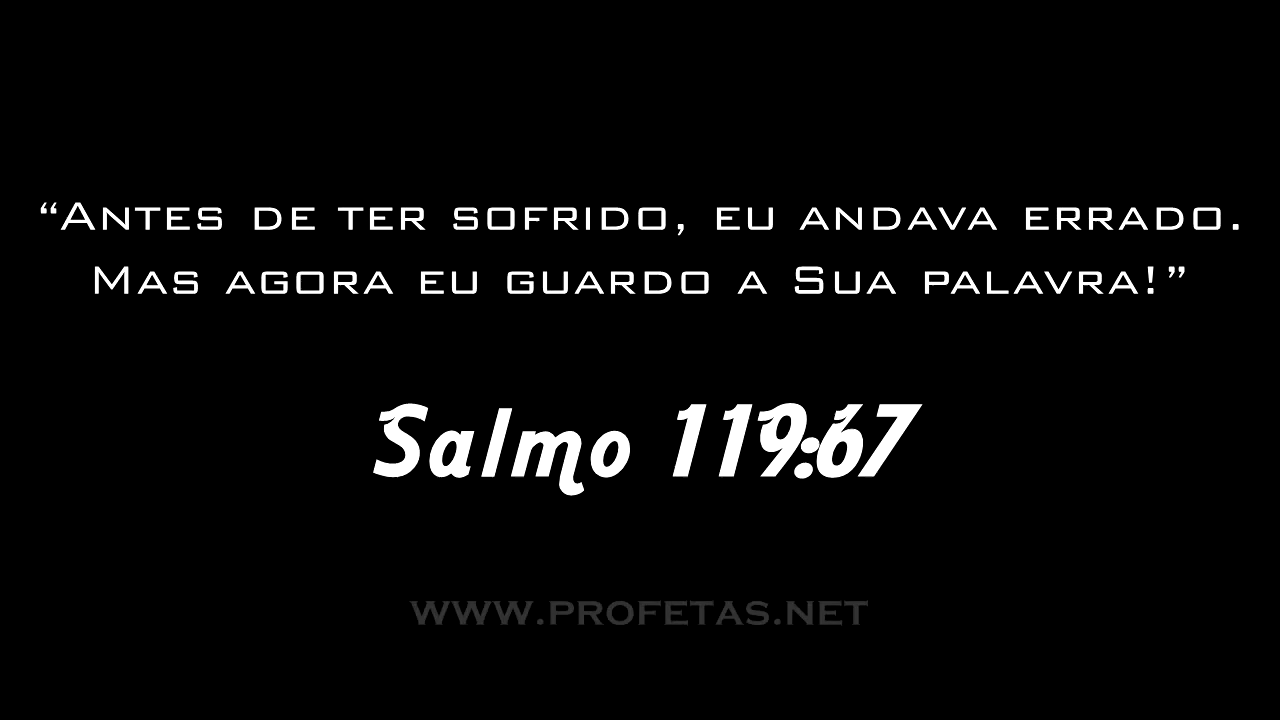 “Antes de ter sofrido, eu andava errado.
Mas agora eu guardo a Sua palavra!”
Salmo 119:67
www.profetas.net